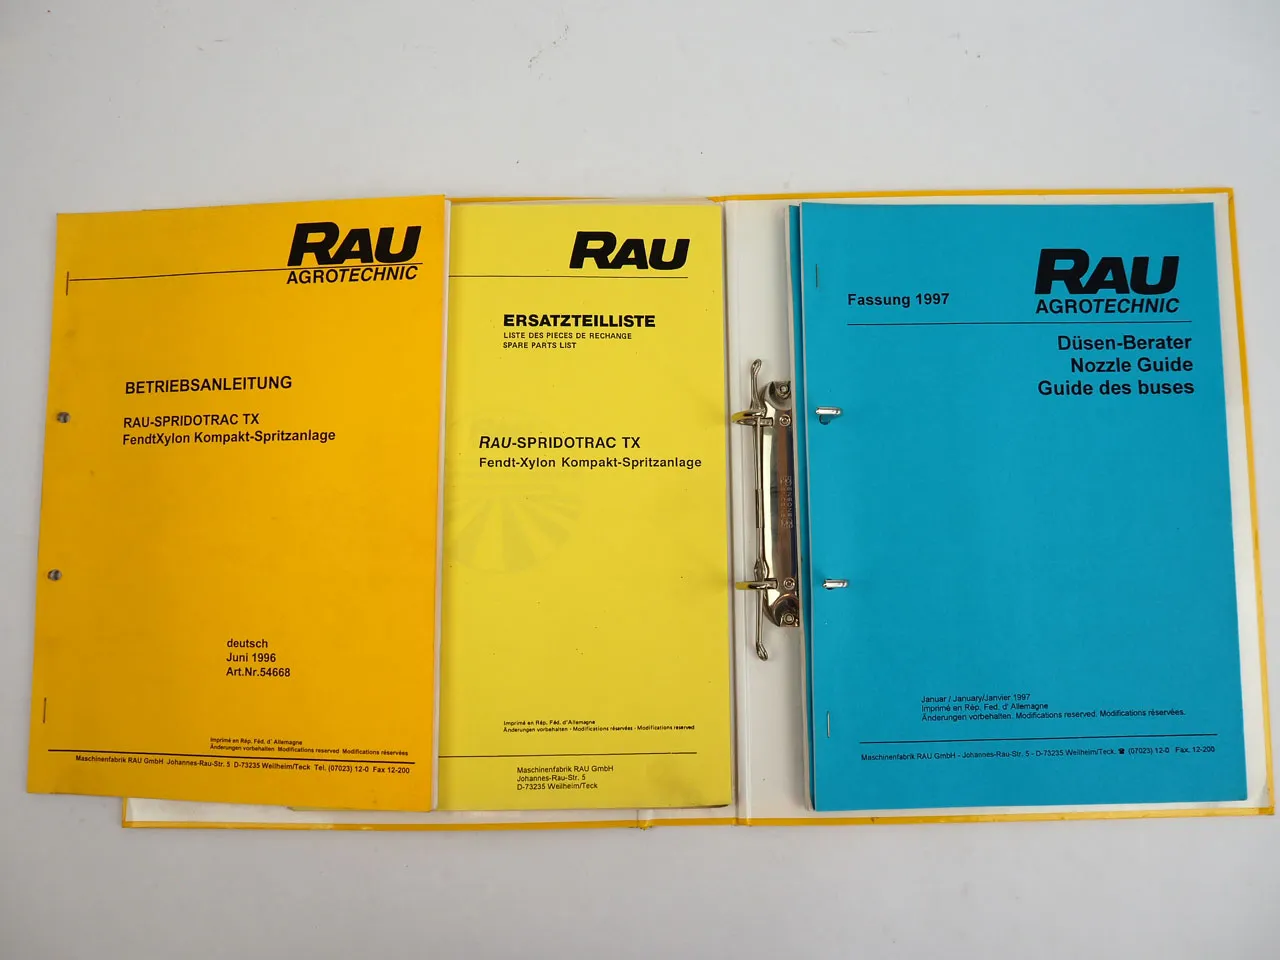 RAU
AGROTECHNIC
BETRIEBSANLEITUNG
RAU-SPRIDOTRAC TX
FendtXylon Kompakt-Spritzanlage
deutsch
Juni 1996
Art.Nr.54668
Imprimé en Rép. Féd. d' Allemagne
Änderungen vorbehalten Modifications reserved Modifications réservées
Maschinenfabrik RAU GmbH Johannes-Rau-Str. 5 D-73235 Weilheim/Teck Tel. (07023) 12-0 Fax 12-200
RAU
ERSATZTEILLISTE
LISTE DES PIECES DE RECHANGE
SPARE PARTS LIST
RAU-SPRIDOTRAC TX
Fendt-Xylon Kompakt-Spritzanlage
Imprimé en Rép. Féd. d'Allemagne
Änderungen vorbehalten - Modifications réservées - Modifications reserved
Maschinenfabrik RAU GmbH
Johannes-Rau-Str. 5
D-73235 Weilheim/Teck
RAU
AGROTECHNIC
Fassung 1997
Düsen-Berater
Nozzle Guide
Guide des buses
Januar / January/Janvier 1997
Imprimé en Rép. Fed. d' Allemagne
Änderungen vorbehalten. Modifications reserved. Modifications réservées.
Maschinenfabrik RAU GmbH - Johannes-Rau-Str. 5 - D-73235 Weilheim/Teck. ☎ (07023) 12-0 Fax. 12-200